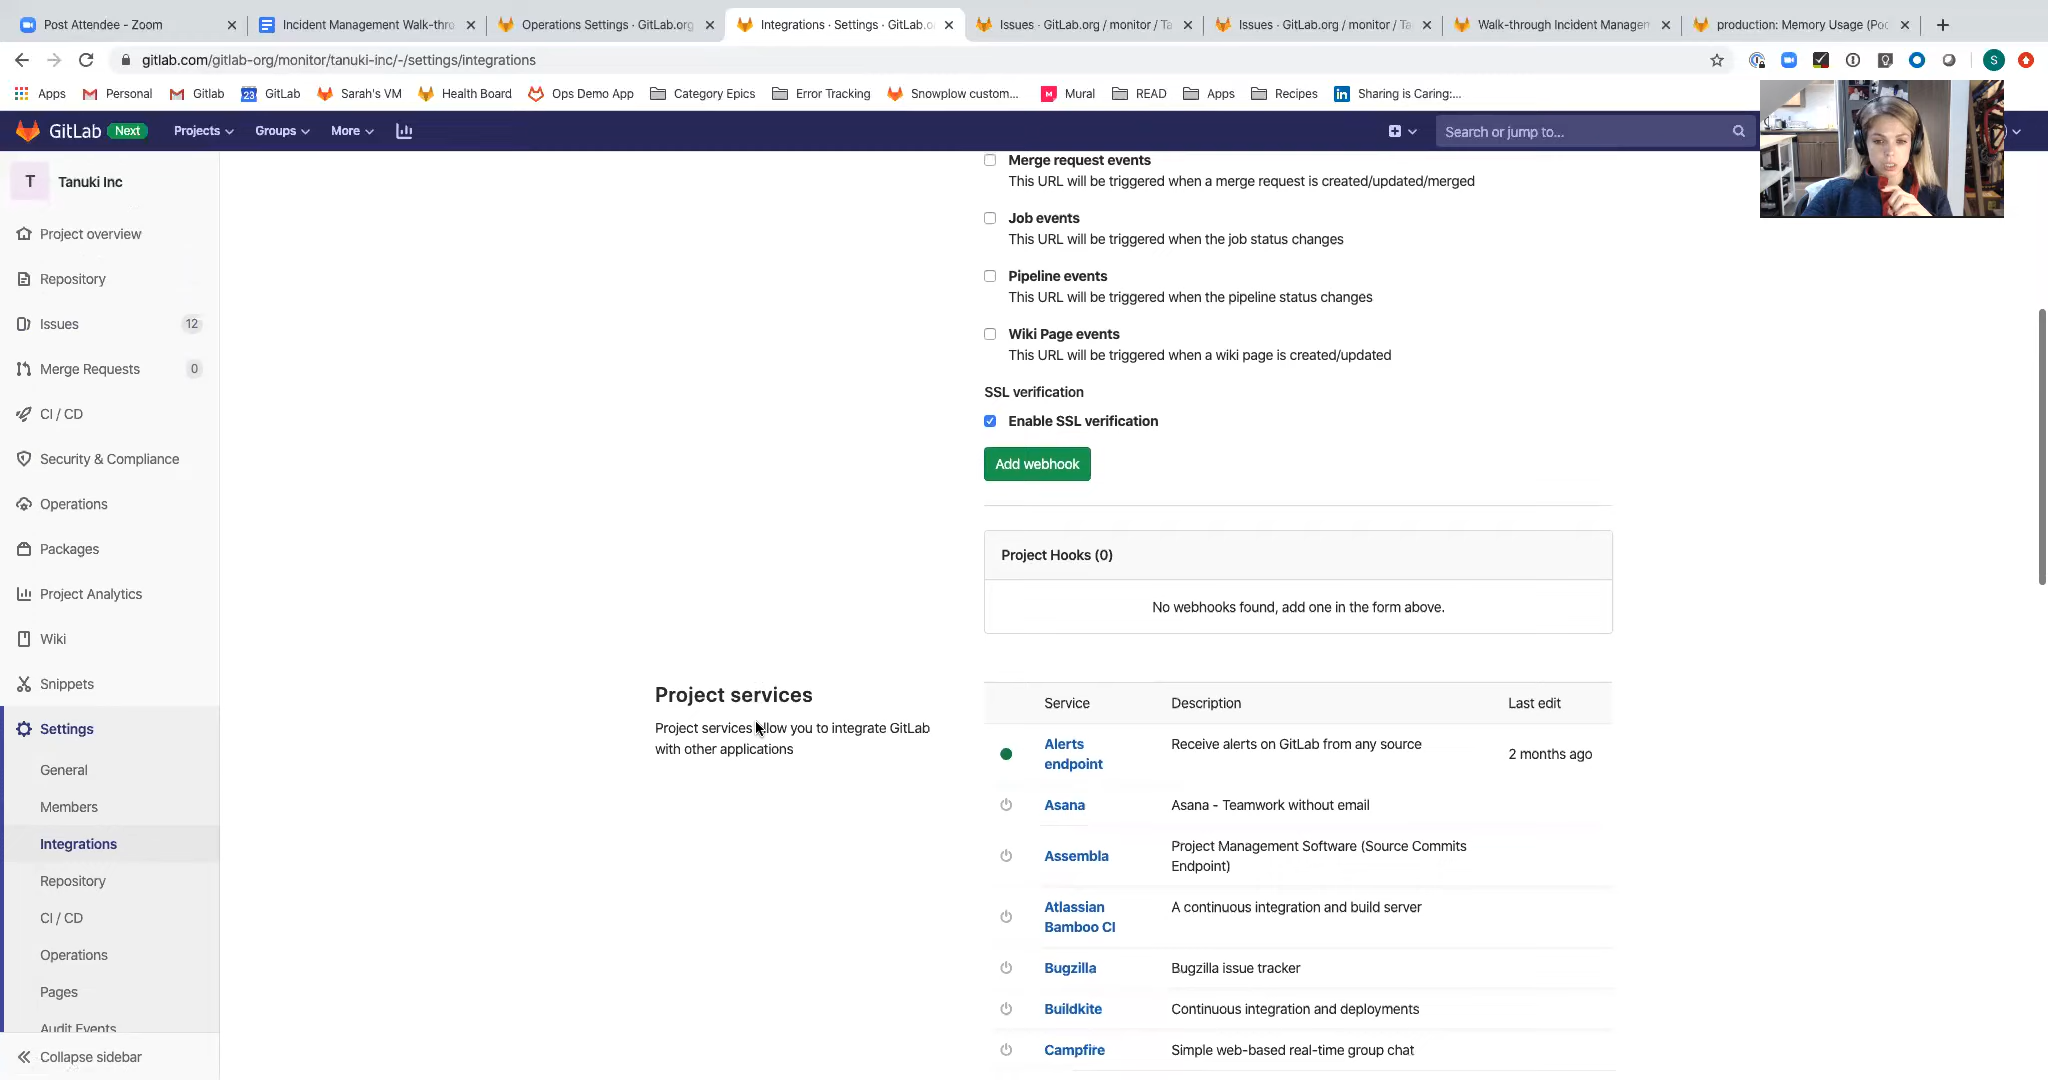 Post Attendee - Zoom
Incident Management Walk-thro
Operations Settings · GitLab.org
Integrations · Settings · GitLab.o
Issues · GitLab.org / monitor / Ta
Issues · GitLab.org / monitor / Ta
Walk-through Incident Managem
production: Memory Usage (Poc
gitlab.com/gitlab-org/monitor/tanuki-inc/-/settings/integrations
S
Apps
Personal
Gitlab
23
GitLab
Sarah's VM
Health Board
Ops Demo App
Category Epics
Error Tracking
Snowplow custom...
M
Mural
READ
Apps
Recipes
in
Sharing is Caring:...
GitLab
Next
Projects
Groups
More
Search or jump to...
T
Tanuki Inc
Project overview
Repository
Issues
12
Merge Requests
0
CI / CD
Security & Compliance
Operations
Packages
Project Analytics
Wiki
Snippets
Settings
General
Members
Integrations
Repository
CI / CD
Operations
Pages
Audit Events
Collapse sidebar
Merge request events
This URL will be triggered when a merge request is created/updated/merged
Job events
This URL will be triggered when the job status changes
Pipeline events
This URL will be triggered when the pipeline status changes
Wiki Page events
This URL will be triggered when a wiki page is created/updated
SSL verification
Enable SSL verification
Add webhook
Project Hooks (0)
No webhooks found, add one in the form above.
Project services
Project services allow you to integrate GitLab
with other applications
Service
Description
Last edit
Alerts
endpoint
Receive alerts on GitLab from any source
2 months ago
Asana
Asana - Teamwork without email
Assembla
Project Management Software (Source Commits
Endpoint)
Atlassian
Bamboo CI
A continuous integration and build server
Bugzilla
Bugzilla issue tracker
Buildkite
Continuous integration and deployments
Campfire
Simple web-based real-time group chat